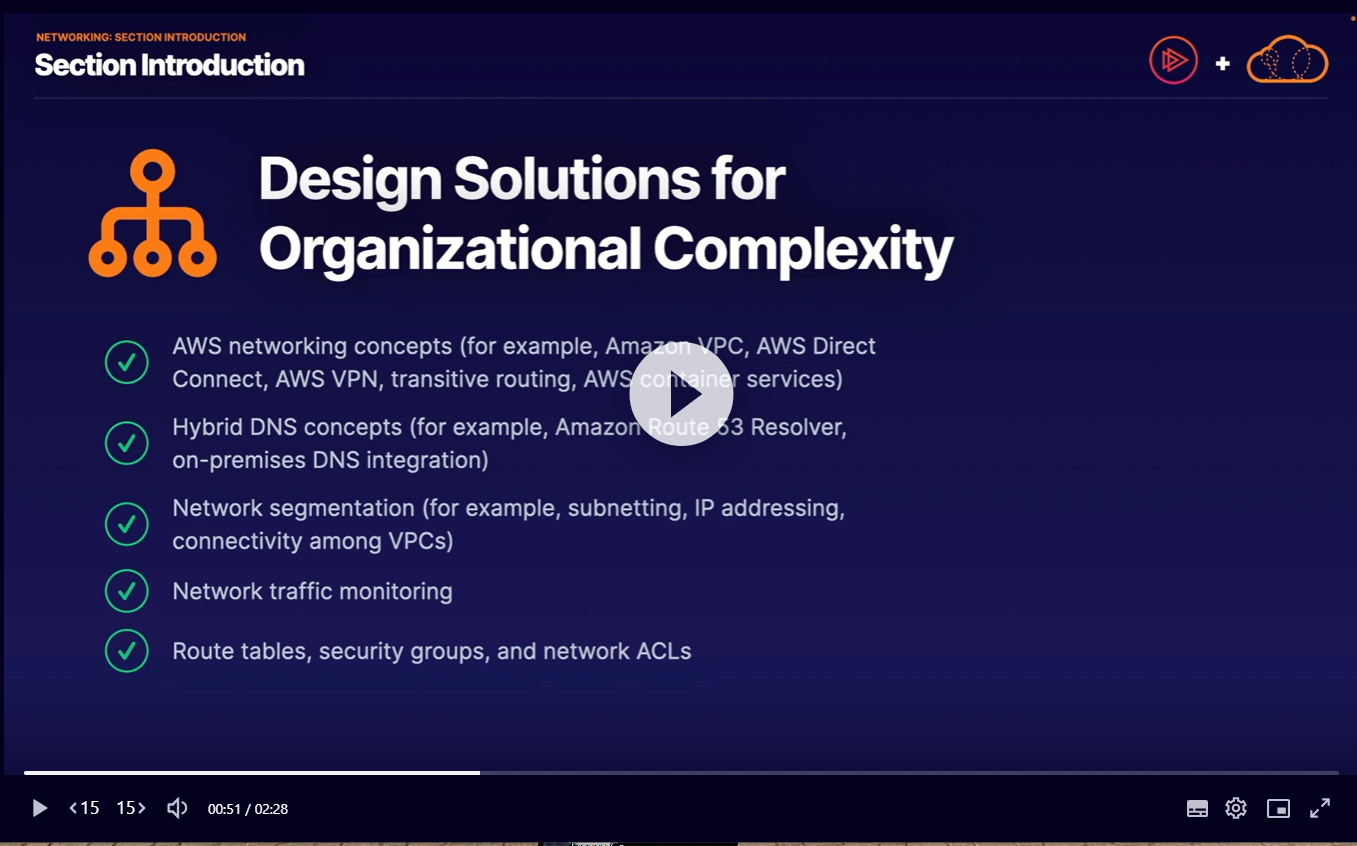 NETWORKING: SECTION INTRODUCTION
Section Introduction
+
Design Solutions for
Organizational Complexity
AWS networking concepts (for example, Amazon VPC, AWS Direct
Connect, AWS VPN, transitive routing, AWS container services)
Hybrid DNS concepts (for example, Amazon Route 53 Resolver,
on-premises DNS integration)
Network segmentation (for example, subnetting, IP addressing,
connectivity among VPCs)
Network traffic monitoring
Route tables, security groups, and network ACLs
<15 15> 00:51 / 02:28